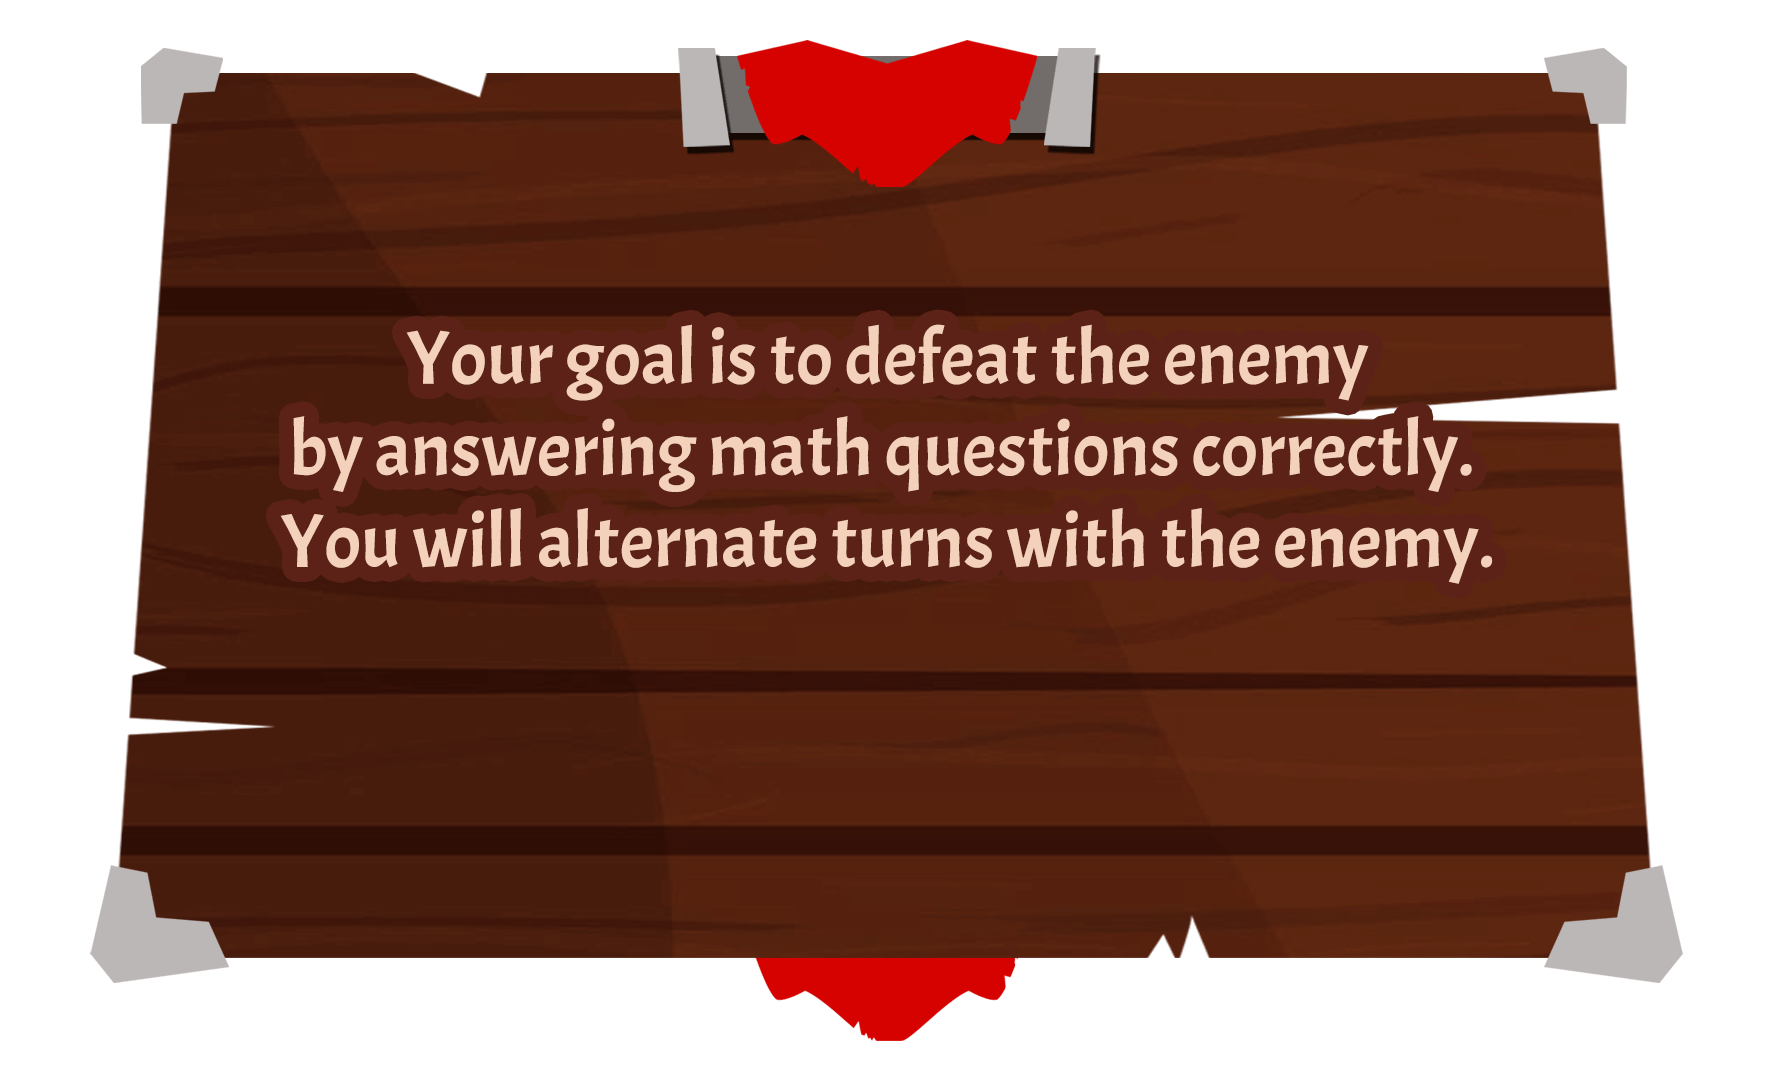 Your goal is to defeat the enemy
by answering math questions correctly.
You will alternate turns with the enemy.